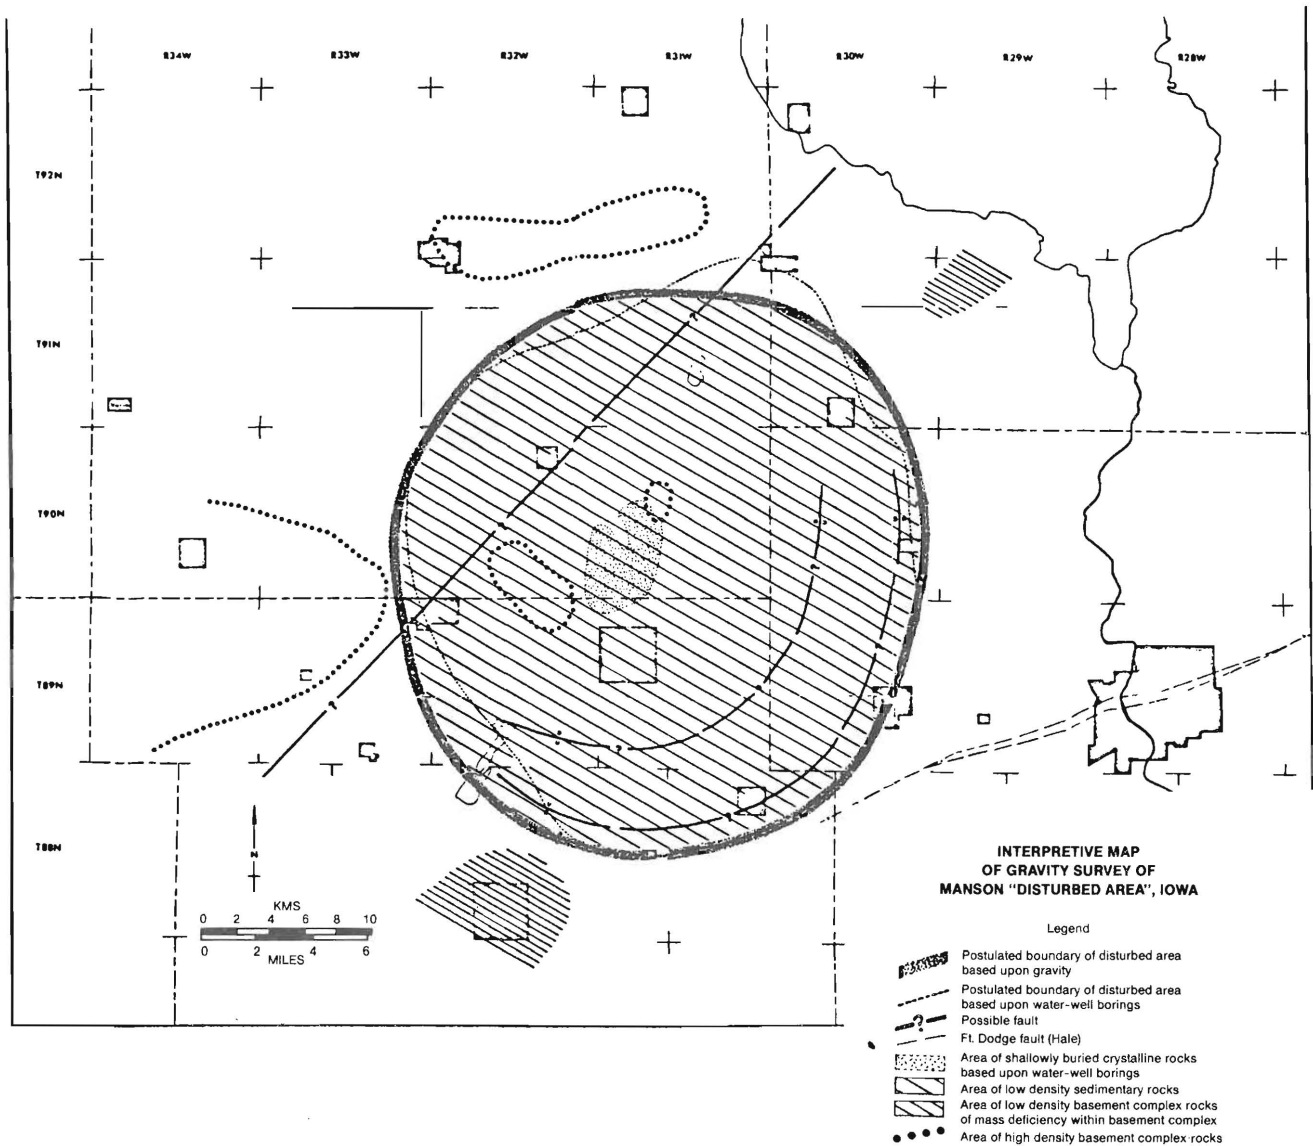 R34W R33W R32W R31W R30W R29W R28W
T92N
T91N
T90N
T89N
T88N
N
KMS
0 2 4 6 8 10
0 2 4 6
MILES
INTERPRETIVE MAP
OF GRAVITY SURVEY OF
MANSON "DISTURBED AREA", IOWA
Legend
Postulated boundary of disturbed area
based upon gravity
Postulated boundary of disturbed area
based upon water-well borings
? Possible fault
Ft. Dodge fault (Hale)
Area of shallowly buried crystalline rocks
based upon water-well borings
Area of low density sedimentary rocks
Area of low density basement complex rocks
of mass deficiency within basement complex
Area of high density basement complex rocks